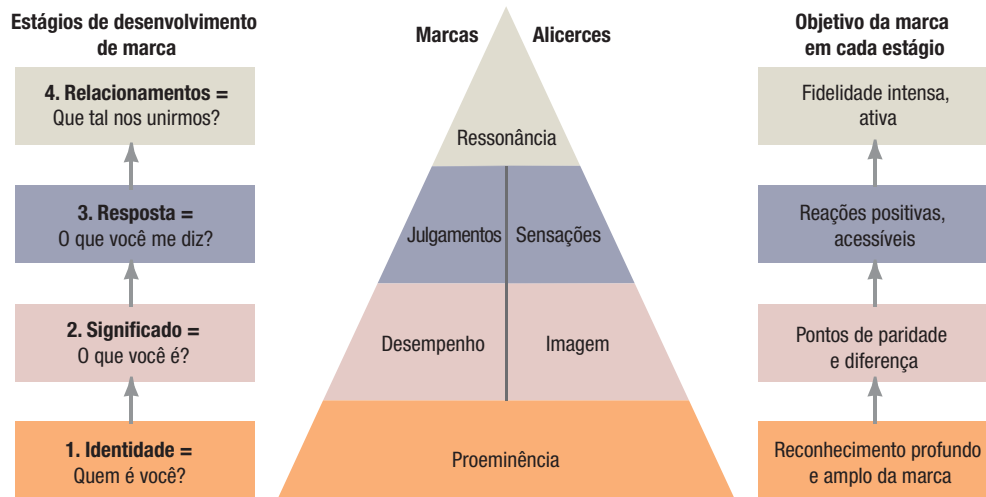 Estágios de desenvolvimento
de marca
4. Relacionamentos =
Que tal nos unirmos?
3. Resposta =
O que você me diz?
2. Significado =
O que você é?
1. Identidade =
Quem é você?
Marcas Alicerces
Ressonância
Julgamentos Sensações
Desempenho Imagem
Proeminência
Objetivo da marca
em cada estágio
Fidelidade intensa,
ativa
Reações positivas,
acessíveis
Pontos de paridade
e diferença
Reconhecimento profundo
e amplo da marca